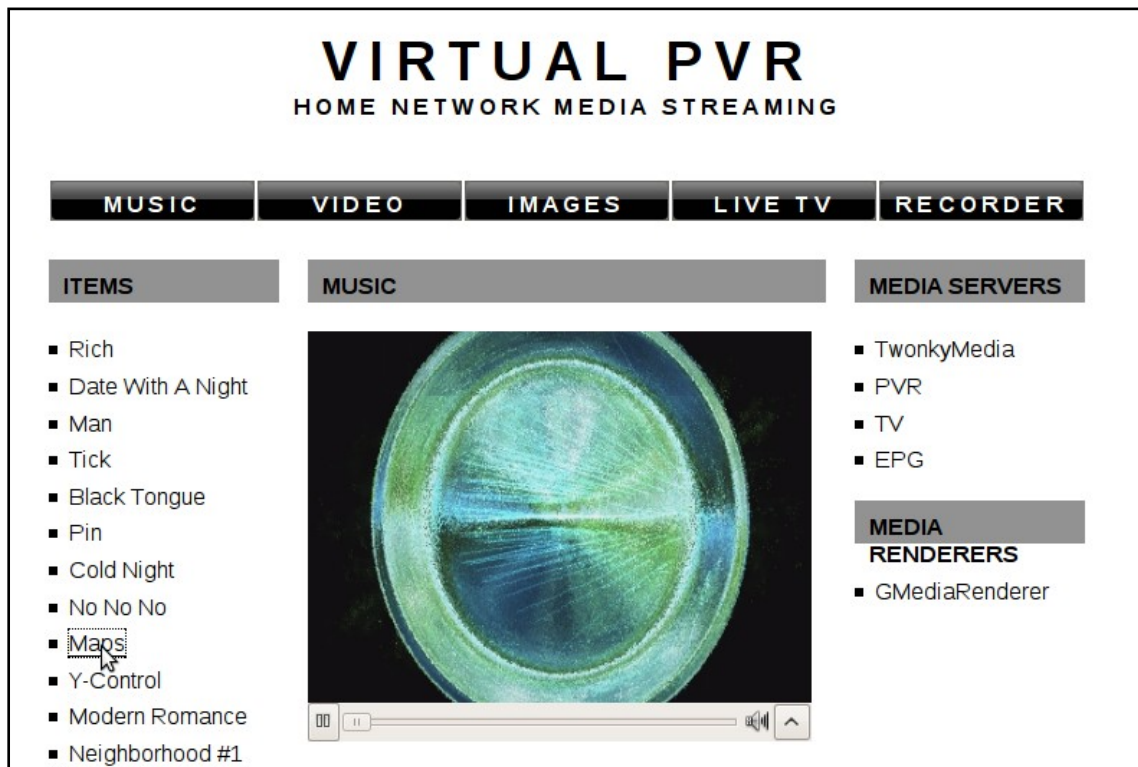 VIRTUAL PVR
HOME NETWORK MEDIA STREAMING
MUSIC
VIDEO
IMAGES
LIVE TV
RECORDER
ITEMS
Rich
Date With A Night
Man
Tick
Black Tongue
Pin
Cold Night
No No No
Maps
Y-Control
Modern Romance
Neighborhood #1
MUSIC
MEDIA SERVERS
TwonkyMedia
PVR
TV
EPG
MEDIA
RENDERERS
GMediaRenderer